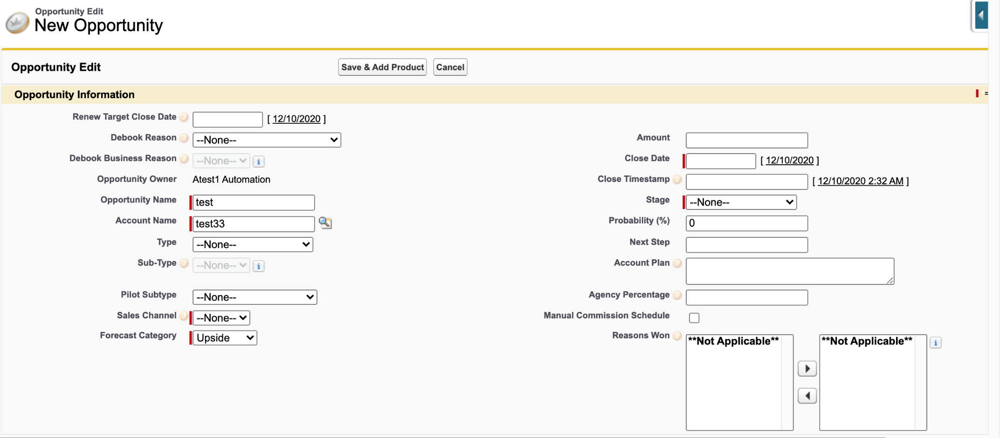 Opportunity Edit
New Opportunity
Opportunity Edit
Save & Add Product
Cancel
Opportunity Information
=
Renew Target Close Date
[ 12/10/2020 ]
Debook Reason
--None--
Debook Business Reason
--None--
Opportunity Owner
Atest1 Automation
Opportunity Name
test
Account Name
test33
Type
--None--
Sub-Type
--None--
Pilot Subtype
--None--
Sales Channel
--None--
Forecast Category
Upside
Amount
Close Date
[ 12/10/2020 ]
Close Timestamp
[ 12/10/2020 2:32 AM ]
Stage
--None--
Probability (%)
0
Next Step
Account Plan
Agency Percentage
Manual Commission Schedule
Reasons Won
**Not Applicable**
**Not Applicable**